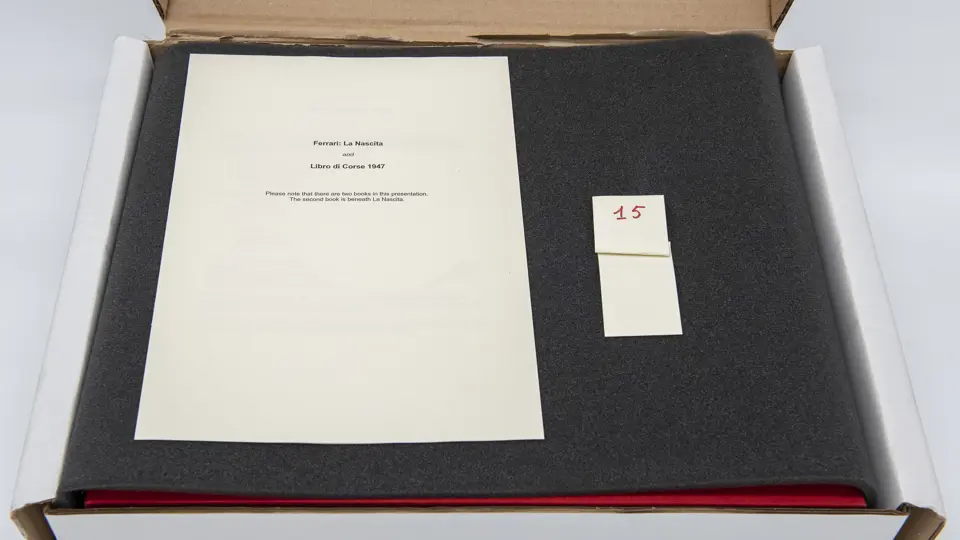 Ferrari: La Nascita
and
Libro di Corse 1947
Please note that there are two books in this presentation.
The second book is beneath La Nascita.
15